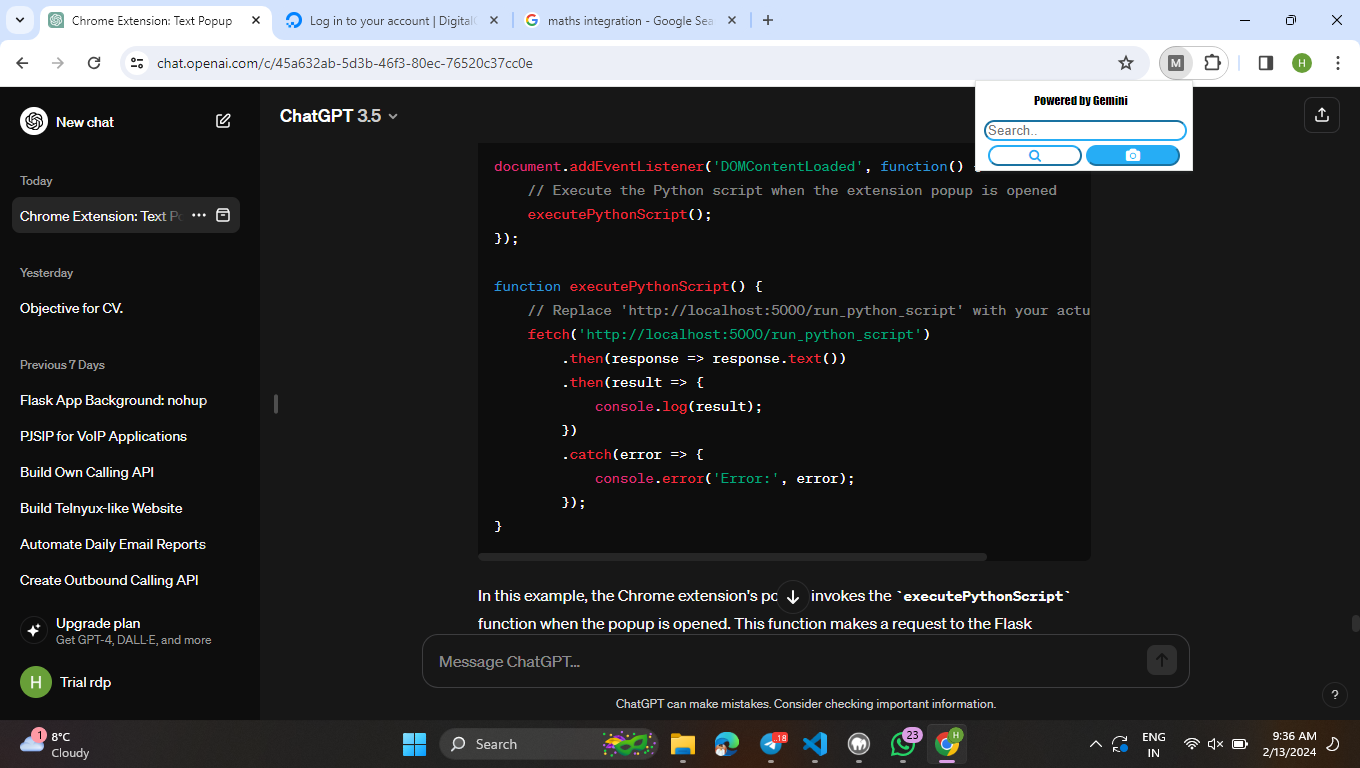 Chrome Extension: Text Popup
Log in to your account | Digital
maths integration - Google Sea
chat.openai.com/c/45a632ab-5d3b-46f3-80ec-76520c37cc0e
M
H
Powered by Gemini
Search..
New chat
ChatGPT 3.5
Today
Chrome Extension: Text Po
Yesterday
Objective for CV.
Previous 7 Days
Flask App Background: nohup
PJSIP for VoIP Applications
Build Own Calling API
Build Telnyux-like Website
Automate Daily Email Reports
Create Outbound Calling API
Upgrade plan
Get GPT-4, DALL·E, and more
H
Trial rdp
document.addEventListener('DOMContentLoaded', function() {
// Execute the Python script when the extension popup is opened
executePythonScript();
});
function executePythonScript() {
// Replace 'http://localhost:5000/run_python_script' with your actu
fetch('http://localhost:5000/run_python_script')
.then(response => response.text())
.then(result => {
console.log(result);
})
.catch(error => {
console.error('Error:', error);
});
}
In this example, the Chrome extension's po invokes the `executePythonScript`
function when the popup is opened. This function makes a request to the Flask
Message ChatGPT...
ChatGPT can make mistakes. Consider checking important information.
?
1
8°C
Cloudy
Search
.18
23
H
ENG
IN
9:36 AM
2/13/2024